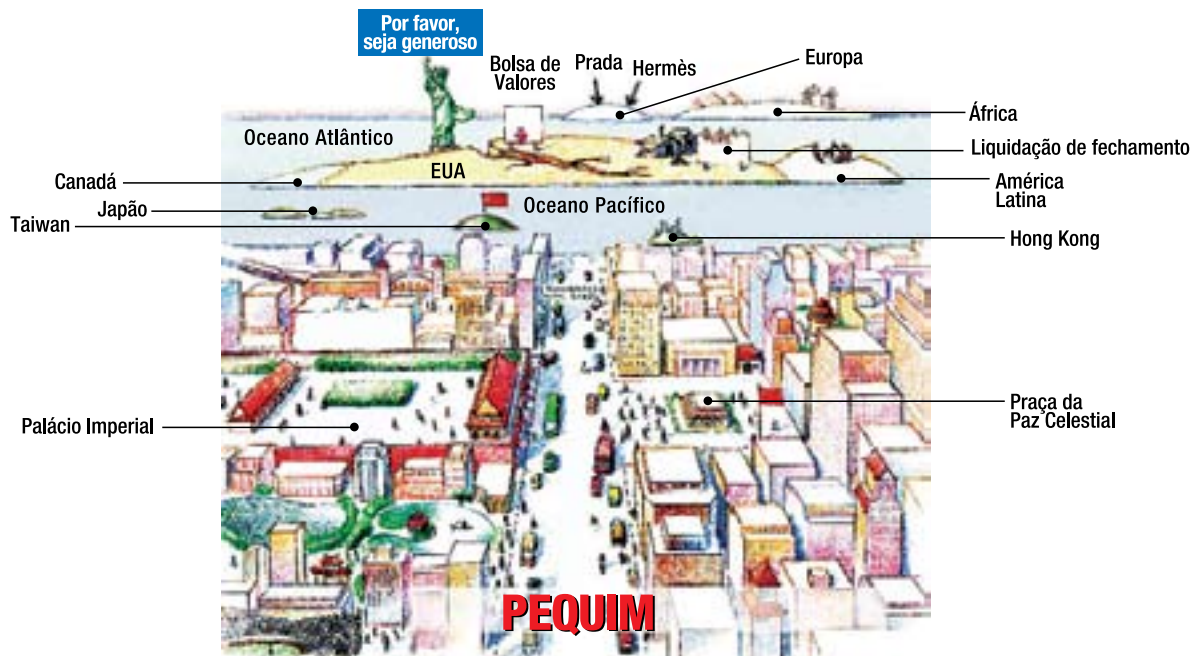 Por favor,
seja generoso
Bolsa de
Valores
Prada
Hermès
Europa
África
Oceano Atlântico
Liquidação de fechamento
EUA
Canadá
América
Latina
Japão
Oceano Pacífico
Taiwan
Hong Kong
Palácio Imperial
Praça da
Paz Celestial
PEQUIM